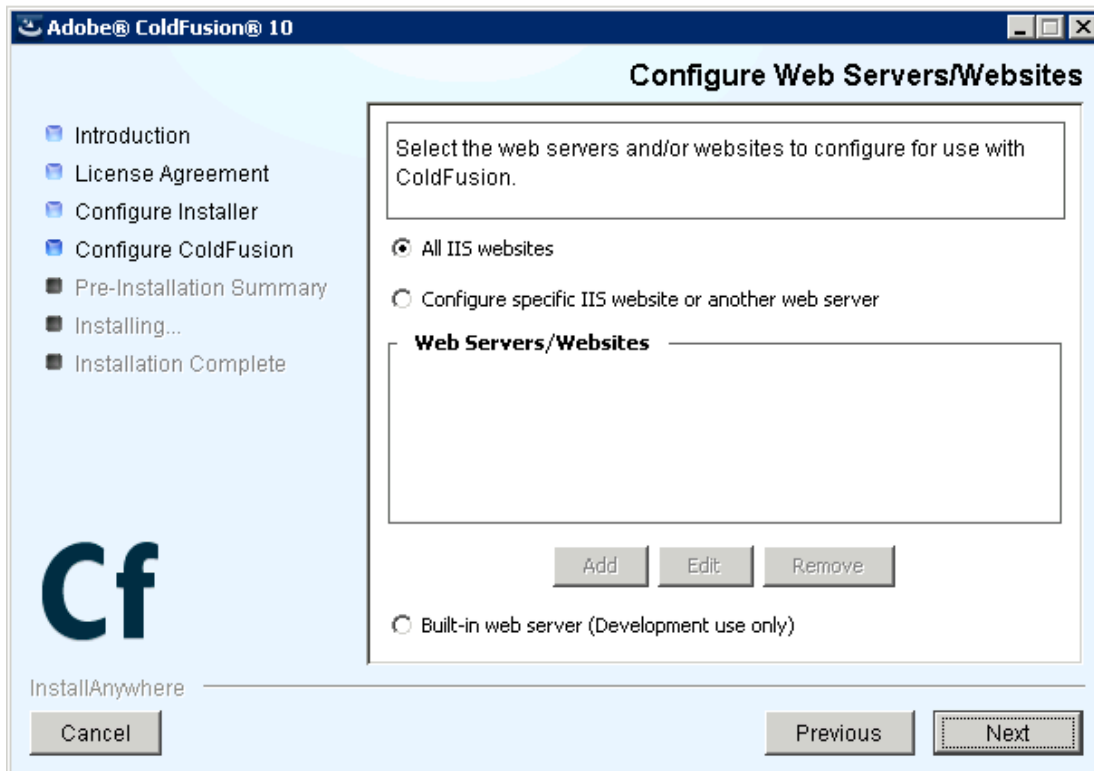 Adobe® ColdFusion® 10
Configure Web Servers/Websites
Introduction
License Agreement
Configure Installer
Configure ColdFusion
Pre-Installation Summary
Installing...
Installation Complete
Select the web servers and/or websites to configure for use with
ColdFusion.
All IIS websites
Configure specific IIS website or another web server
Web Servers/Websites
Add Edit Remove
Built-in web server (Development use only)
Cf
InstallAnywhere
Cancel Previous Next